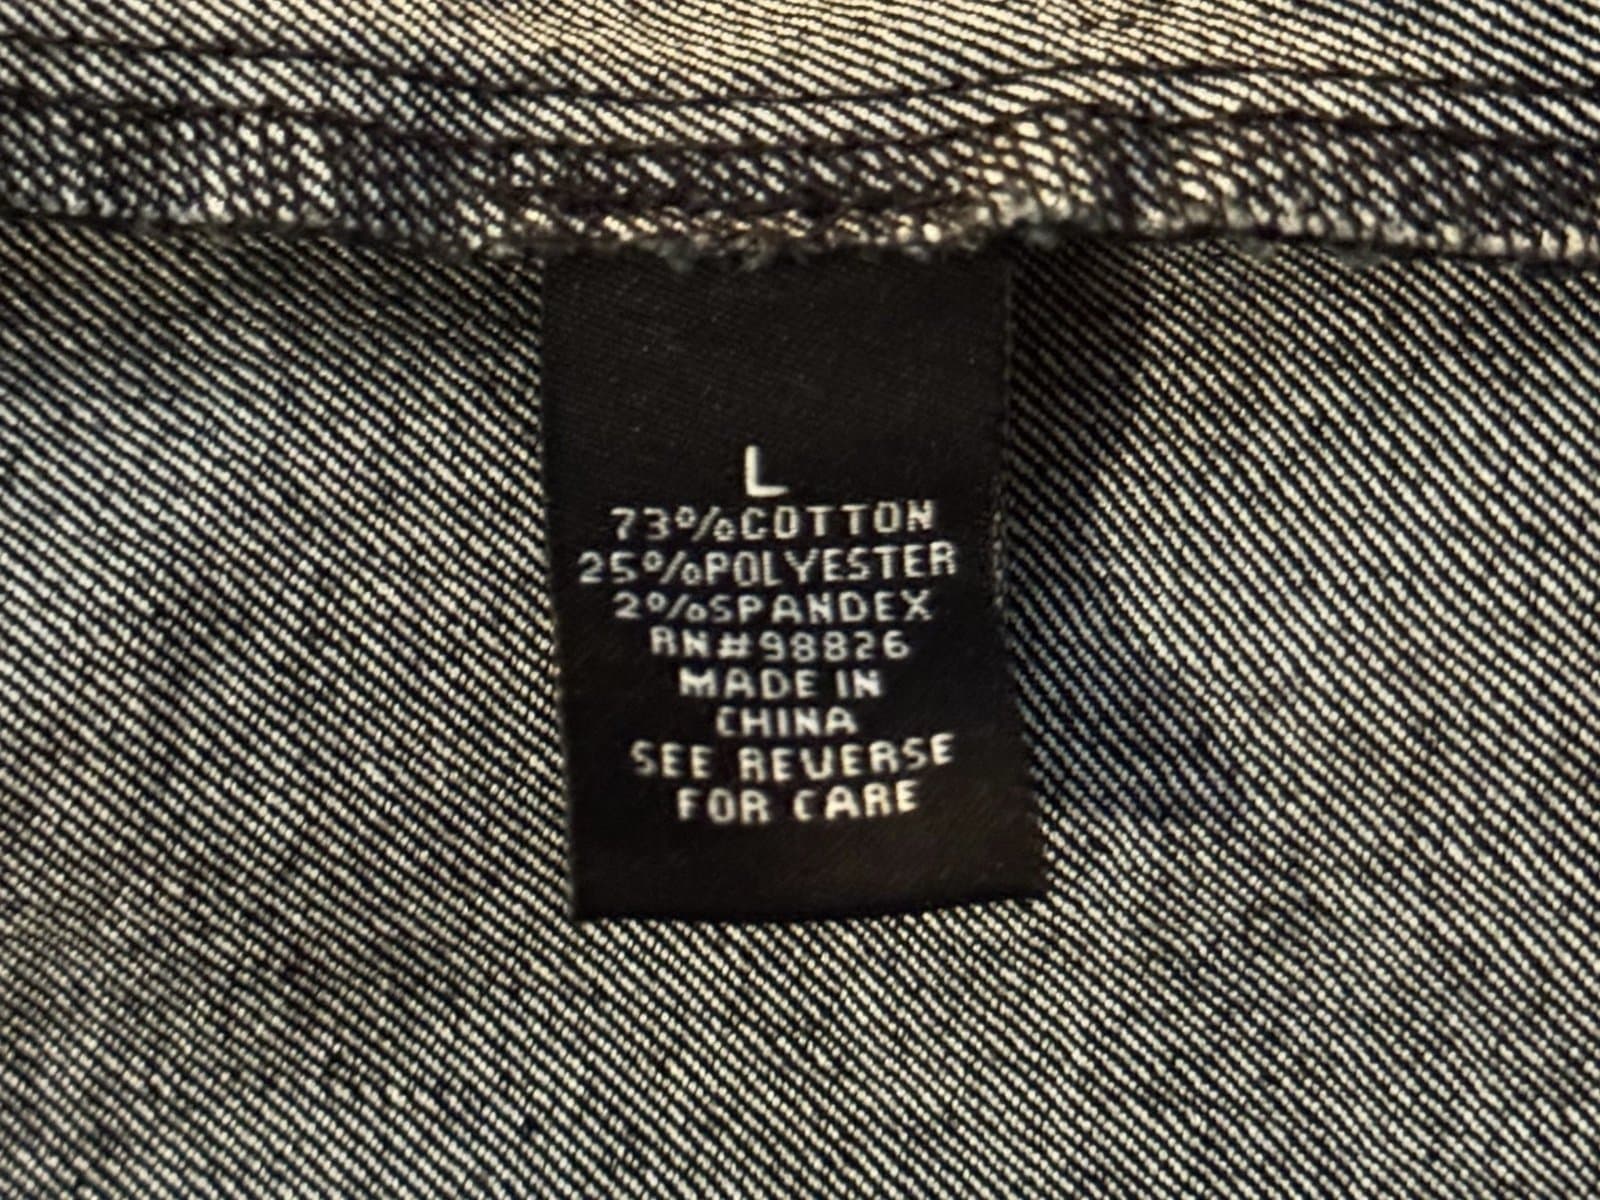 L
73%COTTON
25%POLYESTER
2%SPANDEX
RN#98826
MADE IN
CHINA
SEE REVERSE
FOR CARE